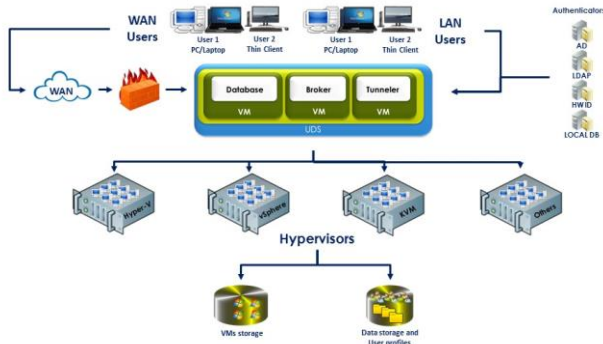 WAN
Users
User 1
PC/Laptop
User 2
Thin Client
User 1
PC/Laptop
User 2
Thin Client
LAN
Users
Authenticators
AD
LDAP
HWID
LOCAL DB
WAN
Database
VM
Broker
VM
Tunneler
VM
UDS
Hyper-V
vSphere
KVM
Others
Hypervisors
VMs storage
Data storage and
User profiles